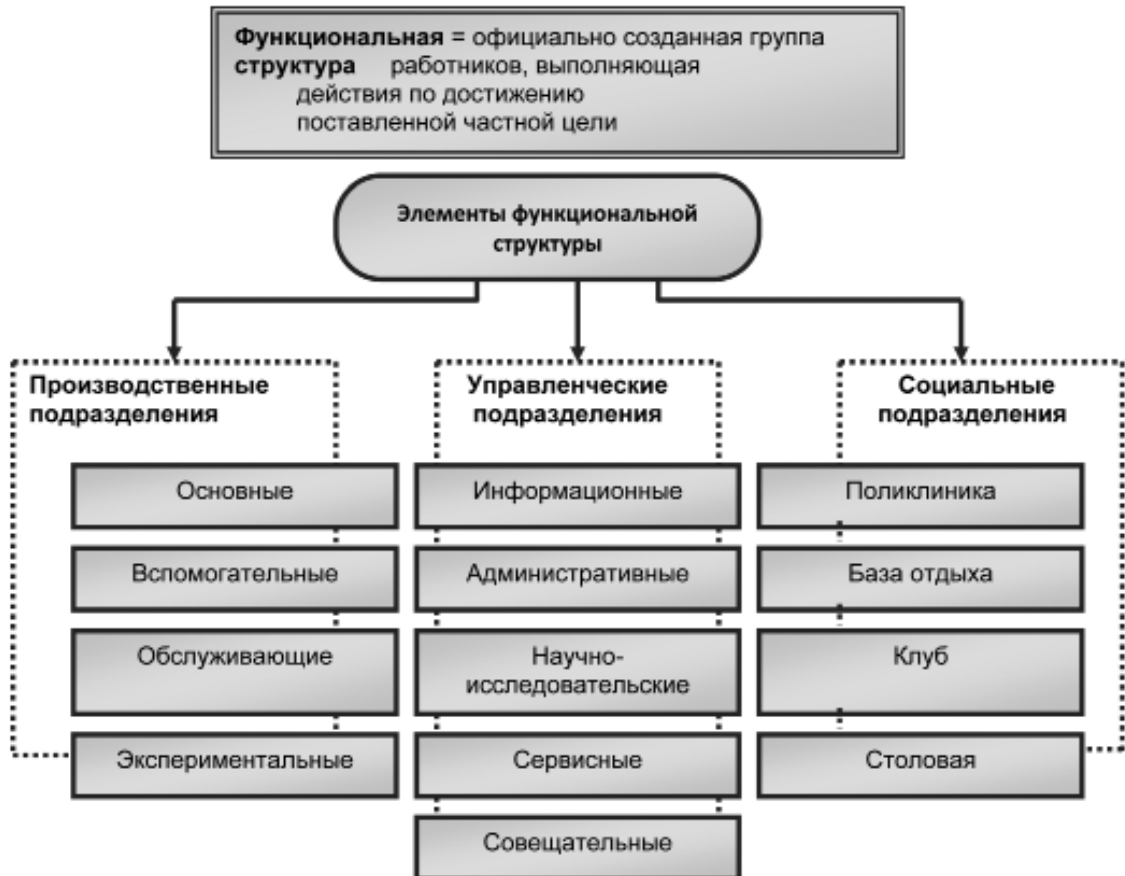 Функциональная = официально созданная группа
структура работников, выполняющая
действия по достижению
поставленной частной цели
Элементы функциональной
структуры
Производственные
подразделения
Основные
Вспомогательные
Обслуживающие
Экспериментальные
Управленческие
подразделения
Информационные
Административные
Научно-
исследовательские
Сервисные
Совещательные
Социальные
подразделения
Поликлиника
База отдыха
Клуб
Столовая